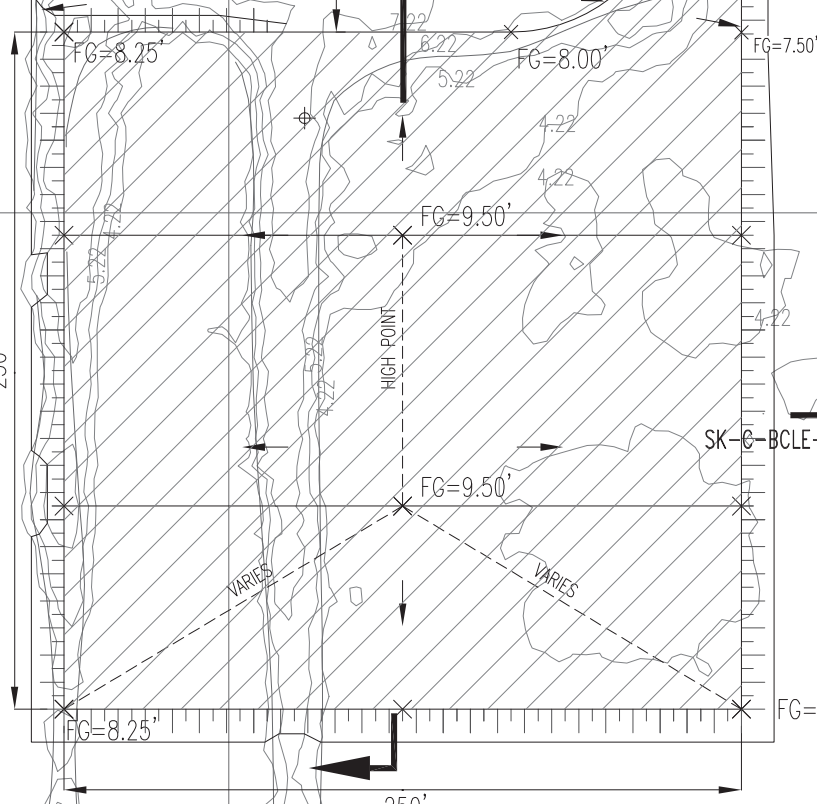 7.22
6.22
FG=8.25'
FG=8.00'
FG=7.50'
5.22
4.22
4.22
FG=9.50'
4.22
5.22
4.22
HIGH POINT
5.22
4.22
SK-C-BCLE-
FG=9.50'
VARIES
VARIES
FG=8.25'
FG=
250'